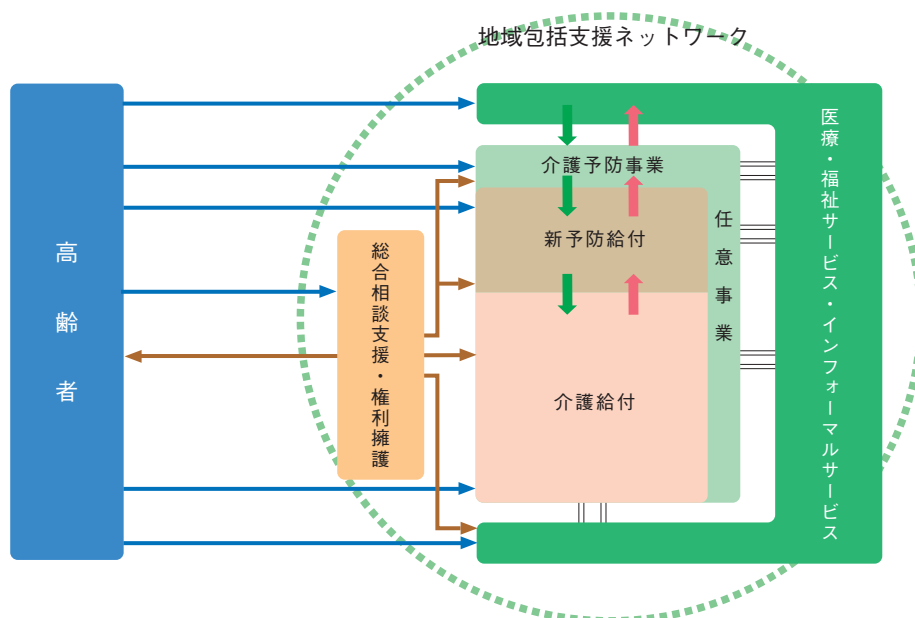 地域包括支援ネットワーク
高齢者
総合相談支援・権利擁護
介護予防事業
新予防給付
介護給付
任意事業
医療・福祉サービス・インフォーマルサービス